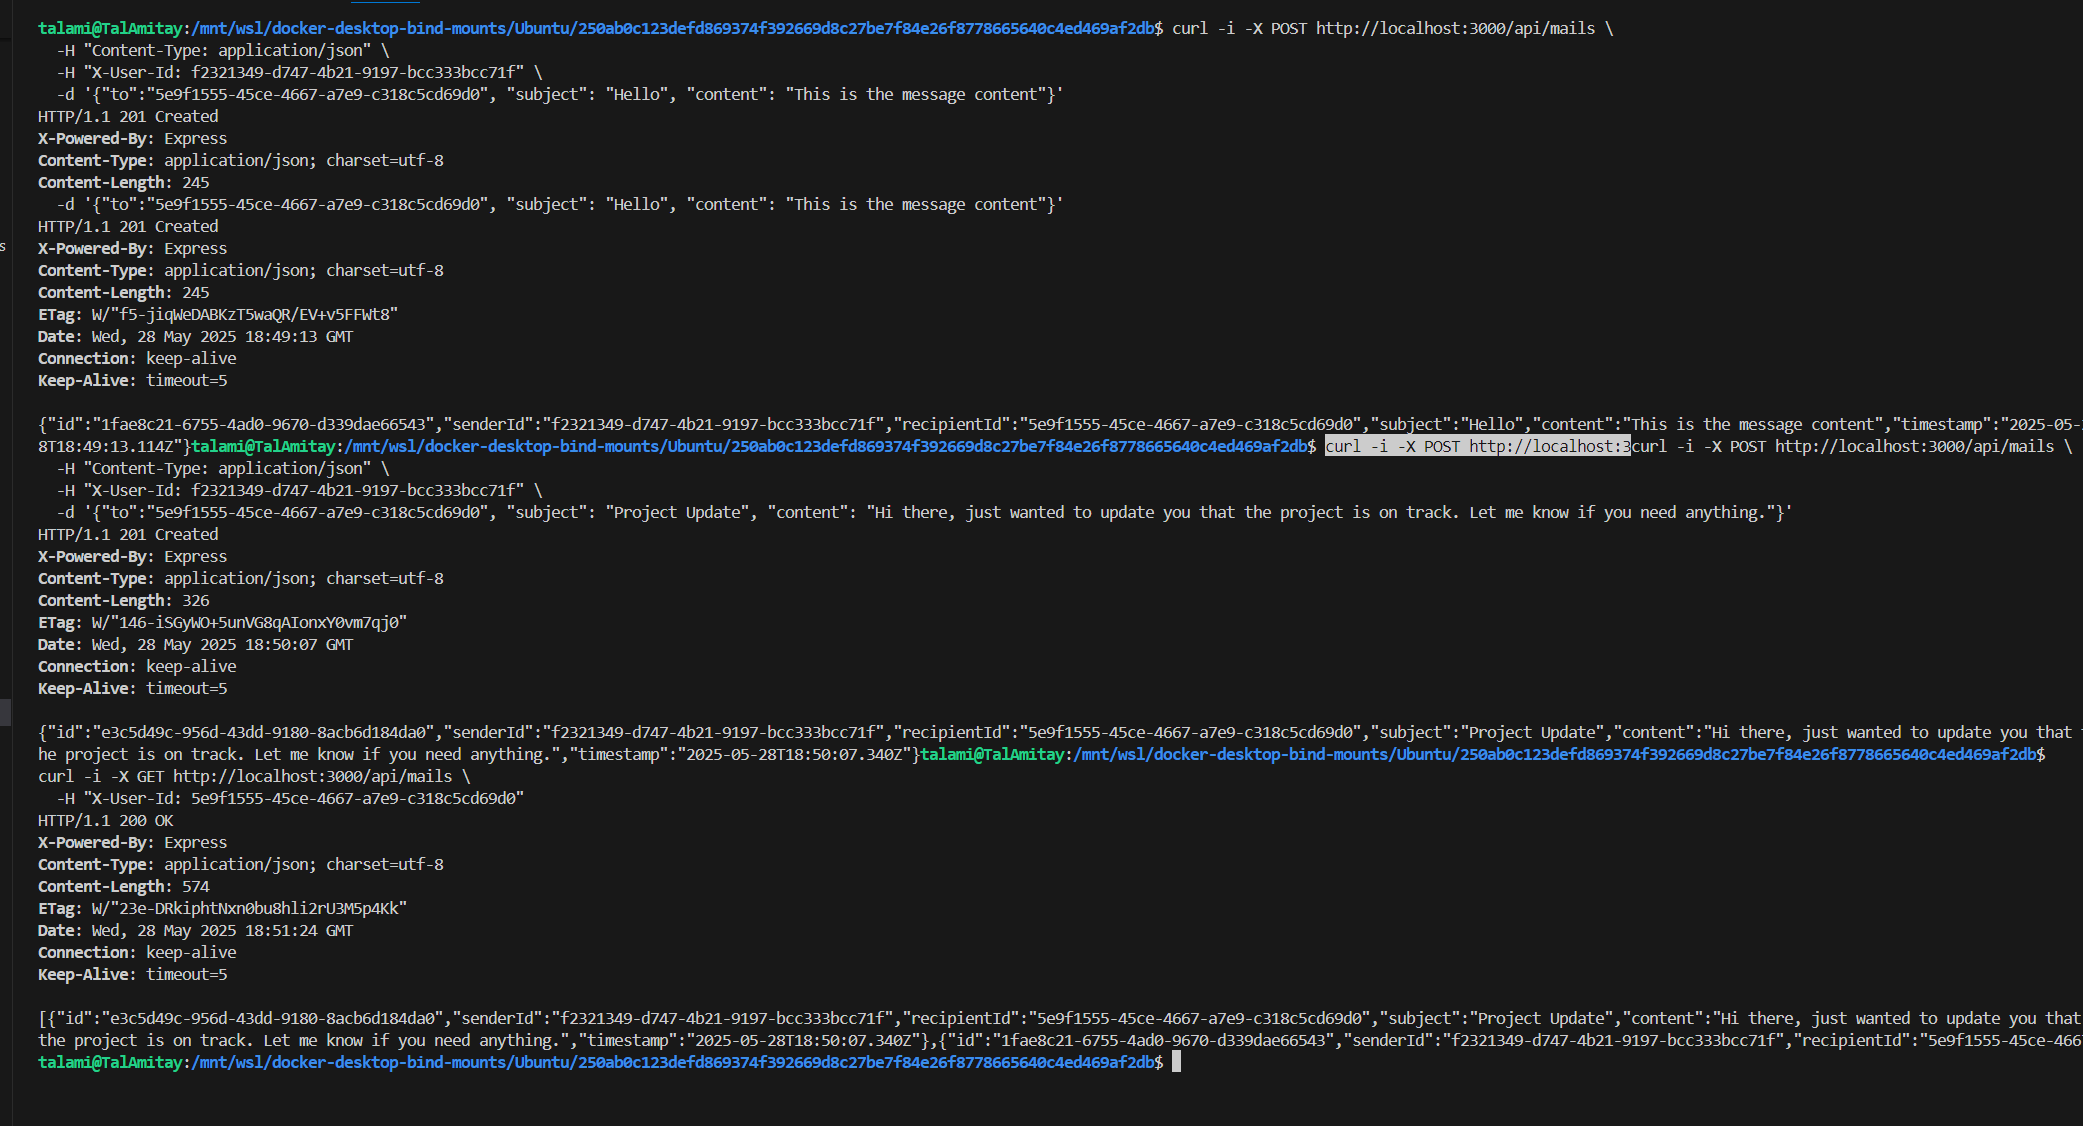 talami@TalAmitay:/mnt/wsl/docker-desktop-bind-mounts/Ubuntu/250ab0c123defd869374f392669d8c27be7f84e26f8778665640c4ed469af2db$ curl -i -X POST http://localhost:3000/api/mails \
  -H "Content-Type: application/json" \
  -H "X-User-Id: f2321349-d747-4b21-9197-bcc333bcc71f" \
  -d '{"to":"5e9f1555-45ce-4667-a7e9-c318c5cd69d0", "subject": "Hello", "content": "This is the message content"}'
HTTP/1.1 201 Created
X-Powered-By: Express
Content-Type: application/json; charset=utf-8
Content-Length: 245
  -d '{"to":"5e9f1555-45ce-4667-a7e9-c318c5cd69d0", "subject": "Hello", "content": "This is the message content"}'
HTTP/1.1 201 Created
s
X-Powered-By: Express
Content-Type: application/json; charset=utf-8
Content-Length: 245
ETag: W/"f5-jiqWeDABKzT5waQR/EV+v5FFWt8"
Date: Wed, 28 May 2025 18:49:13 GMT
Connection: keep-alive
Keep-Alive: timeout=5
{"id":"1fae8c21-6755-4ad0-9670-d339dae66543","senderId":"f2321349-d747-4b21-9197-bcc333bcc71f","recipientId":"5e9f1555-45ce-4667-a7e9-c318c5cd69d0","subject":"Hello","content":"This is the message content","timestamp":"2025-05-
8T18:49:13.114Z"}talami@TalAmitay:/mnt/wsl/docker-desktop-bind-mounts/Ubuntu/250ab0c123defd869374f392669d8c27be7f84e26f8778665640c4ed469af2db$ curl -i -X POST http://localhost:3curl -i -X POST http://localhost:3000/api/mails \
  -H "Content-Type: application/json" \
  -H "X-User-Id: f2321349-d747-4b21-9197-bcc333bcc71f" \
  -d '{"to":"5e9f1555-45ce-4667-a7e9-c318c5cd69d0", "subject": "Project Update", "content": "Hi there, just wanted to update you that the project is on track. Let me know if you need anything."}'
HTTP/1.1 201 Created
X-Powered-By: Express
Content-Type: application/json; charset=utf-8
Content-Length: 326
ETag: W/"146-iSGyWO+5unVG8qAIonxY0vm7qj0"
Date: Wed, 28 May 2025 18:50:07 GMT
Connection: keep-alive
Keep-Alive: timeout=5
{"id":"e3c5d49c-956d-43dd-9180-8acb6d184da0","senderId":"f2321349-d747-4b21-9197-bcc333bcc71f","recipientId":"5e9f1555-45ce-4667-a7e9-c318c5cd69d0","subject":"Project Update","content":"Hi there, just wanted to update you that
he project is on track. Let me know if you need anything.","timestamp":"2025-05-28T18:50:07.340Z"}talami@TalAmitay:/mnt/wsl/docker-desktop-bind-mounts/Ubuntu/250ab0c123defd869374f392669d8c27be7f84e26f8778665640c4ed469af2db$
curl -i -X GET http://localhost:3000/api/mails \
  -H "X-User-Id: 5e9f1555-45ce-4667-a7e9-c318c5cd69d0"
HTTP/1.1 200 OK
X-Powered-By: Express
Content-Type: application/json; charset=utf-8
Content-Length: 574
ETag: W/"23e-DRkiphtNxn0bu8hli2rU3M5p4Kk"
Date: Wed, 28 May 2025 18:51:24 GMT
Connection: keep-alive
Keep-Alive: timeout=5
[{"id":"e3c5d49c-956d-43dd-9180-8acb6d184da0","senderId":"f2321349-d747-4b21-9197-bcc333bcc71f","recipientId":"5e9f1555-45ce-4667-a7e9-c318c5cd69d0","subject":"Project Update","content":"Hi there, just wanted to update you that
the project is on track. Let me know if you need anything.","timestamp":"2025-05-28T18:50:07.340Z"},{"id":"1fae8c21-6755-4ad0-9670-d339dae66543","senderId":"f2321349-d747-4b21-9197-bcc333bcc71f","recipientId":"5e9f1555-45ce-466
talami@TalAmitay:/mnt/wsl/docker-desktop-bind-mounts/Ubuntu/250ab0c123defd869374f392669d8c27be7f84e26f8778665640c4ed469af2db$